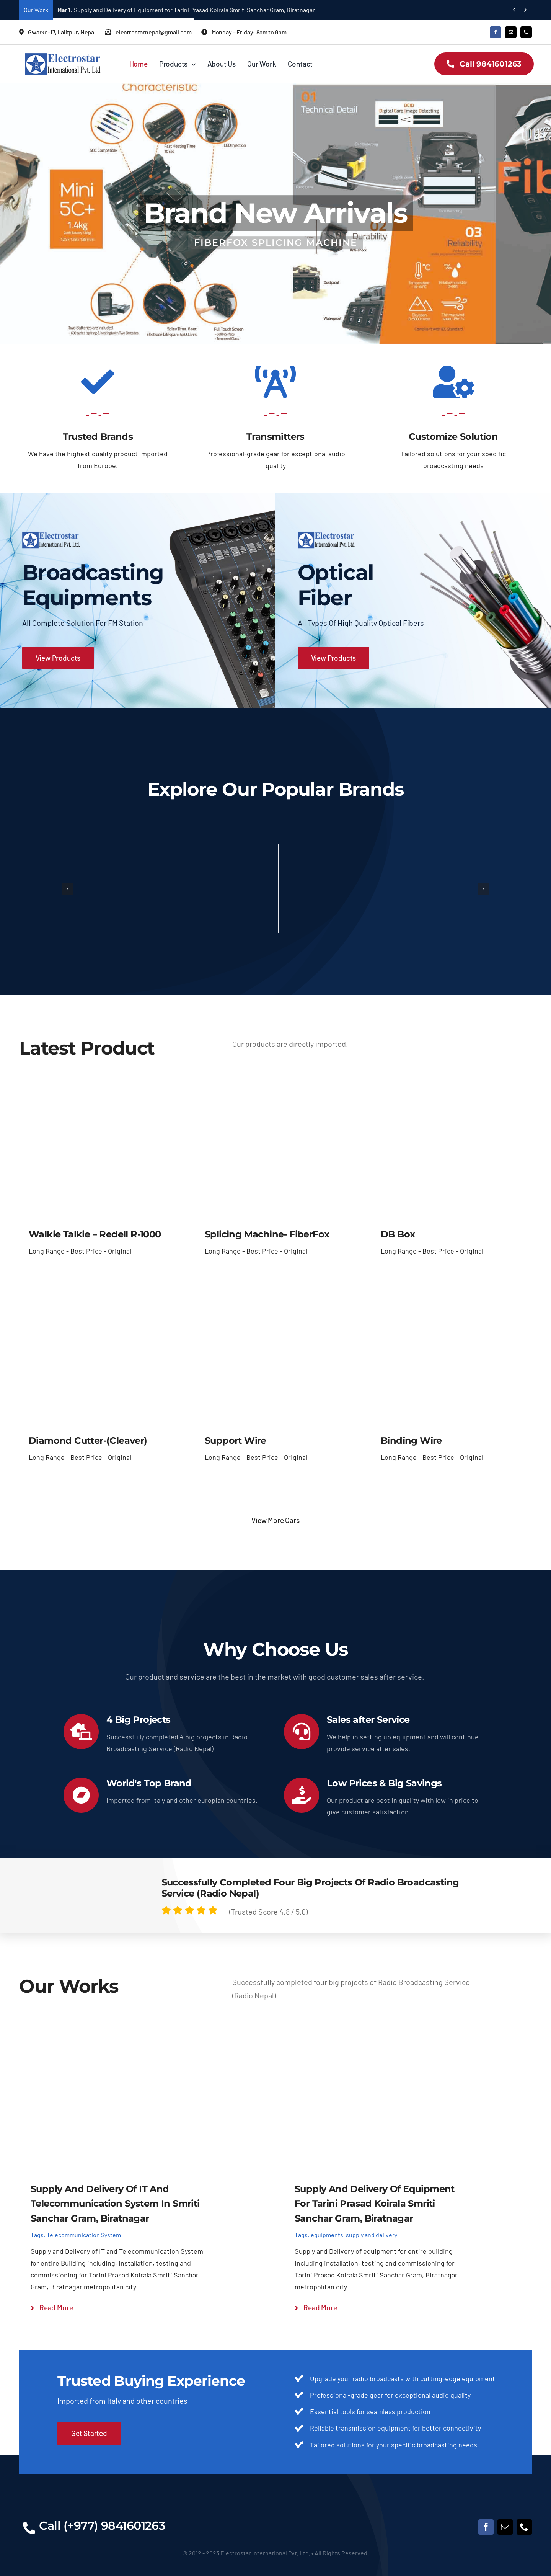 Our Work
Mar 1: Supply and Delivery of Equipment for Tarini Prasad Koirala Smriti Sanchar Gram, Biratnagar
Gwarko-17, Lalitpur, Nepal
electrostarnepal@gmail.com
Monday – Friday: 8am to 9pm
Electrostar
International Pvt. Ltd.
Home
Products
About Us
Our Work
Contact
Call 9841601263
Characteristic
SOC Compatible
LED Injection
Mini
5C+
1.4kg
Two Batteries are Included
Full Touch Screen
01
Technical Detail
Digital Core Image Detecting
02
Durability
03
Reliability
Dustproof
Shockproof
Waterproof
Brand New Arrivals
FIBERFOX SPLICING MACHINE
Trusted Brands
We have the highest quality product imported
from Europe.
Transmitters
Professional-grade gear for exceptional audio
quality
Customize Solution
Tailored solutions for your specific
broadcasting needs
Electrostar
International Pvt. Ltd.
Broadcasting
Equipments
All Complete Solution For FM Station
View Products
Electrostar
International Pvt. Ltd.
Optical
Fiber
All Types Of High Quality Optical Fibers
View Products
Explore Our Popular Brands
Latest Product
Our products are directly imported.
Walkie Talkie – Redell R-1000
Long Range - Best Price - Original
Splicing Machine- FiberFox
Long Range - Best Price - Original
DB Box
Long Range - Best Price - Original
Diamond Cutter-(Cleaver)
Long Range - Best Price - Original
Support Wire
Long Range - Best Price - Original
Binding Wire
Long Range - Best Price - Original
View More Cars
Why Choose Us
Our product and service are the best in the market with good customer sales after service.
4 Big Projects
Successfully completed 4 big projects in Radio
Broadcasting Service (Radio Nepal)
Sales after Service
We help in setting up equipment and will continue
provide service after sales.
World's Top Brand
Imported from Italy and other europian countries.
Low Prices & Big Savings
Our product are best in quality with low in price to
give customer satisfaction.
Successfully Completed Four Big Projects Of Radio Broadcasting
Service (Radio Nepal)
(Trusted Score 4.8 / 5.0)
Our Works
Successfully completed four big projects of Radio Broadcasting Service
(Radio Nepal)
Supply And Delivery Of IT And
Telecommunication System In Smriti
Sanchar Gram, Biratnagar
Tags: Telecommunication System
Supply and Delivery of IT and Telecommunication System
for entire Building including, installation, testing and
commissioning for Tarini Prasad Koirala Smriti Sanchar
Gram, Biratnagar metropolitan city.
Read More
Supply And Delivery Of Equipment
For Tarini Prasad Koirala Smriti
Sanchar Gram, Biratnagar
Tags: equipments, supply and delivery
Supply and Delivery of equipment for entire building
including installation, testing and commissioning for
Tarini Prasad Koirala Smriti Sanchar Gram, Biratnagar
metropolitan city.
Read More
Trusted Buying Experience
Imported from Italy and other countries
Get Started
Upgrade your radio broadcasts with cutting-edge equipment
Professional-grade gear for exceptional audio quality
Essential tools for seamless production
Reliable transmission equipment for better connectivity
Tailored solutions for your specific broadcasting needs
Call (+977) 9841601263
© 2012 - 2023 Electrostar International Pvt. Ltd. • All Rights Reserved.